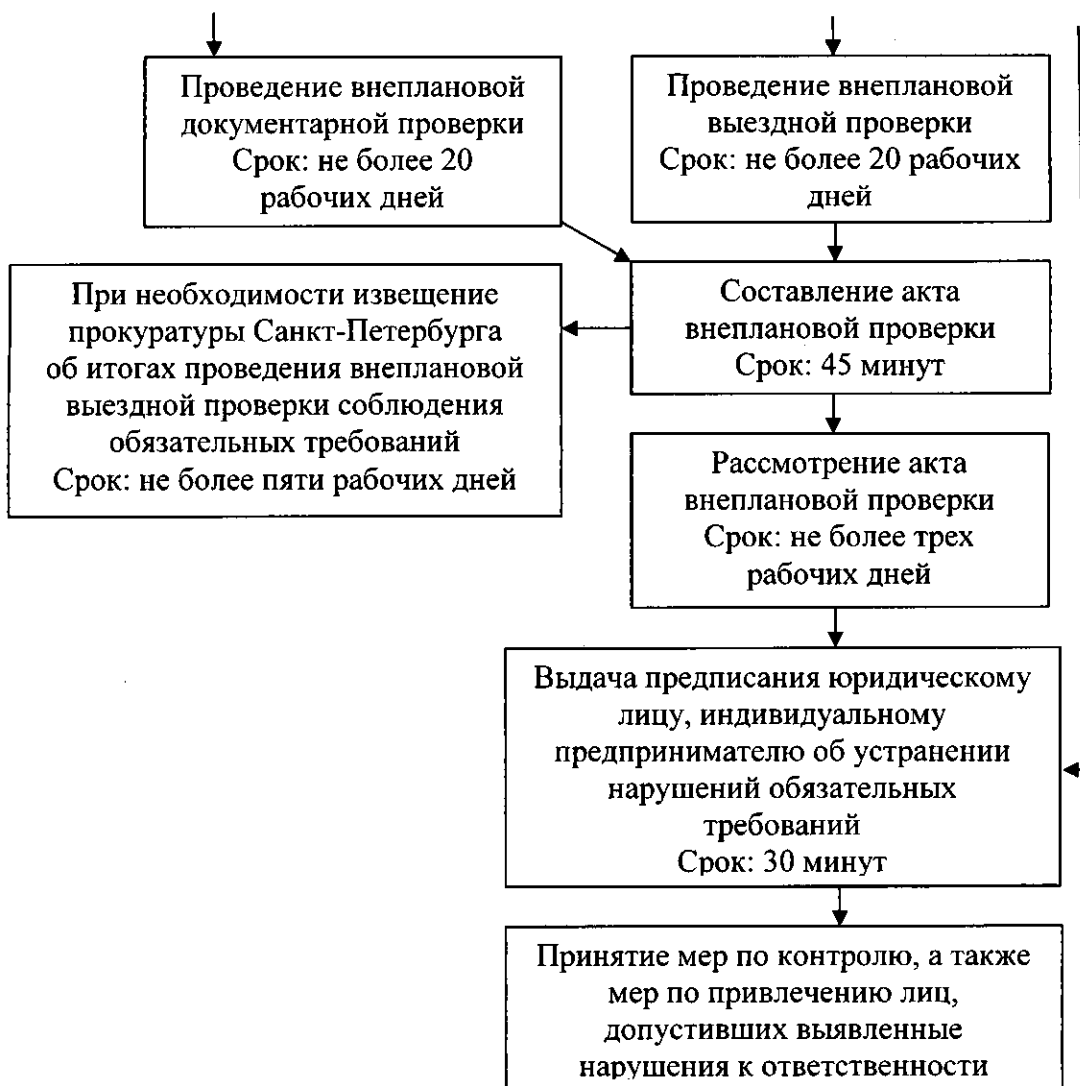 Проведение внеплановой
документарной проверки
Срок: не более 20
рабочих дней
Проведение внеплановой
выездной проверки
Срок: не более 20 рабочих
дней
При необходимости извещение
прокуратуры Санкт-Петербурга
об итогах проведения внеплановой
выездной проверки соблюдения
обязательных требований
Срок: не более пяти рабочих дней
Составление акта
внеплановой проверки
Срок: 45 минут
Рассмотрение акта
внеплановой проверки
Срок: не более трех
рабочих дней
Выдача предписания юридическому
лицу, индивидуальному
предпринимателю об устранении
нарушений обязательных
требований
Срок: 30 минут
Принятие мер по контролю, а также
мер по привлечению лиц,
допустивших выявленные
нарушения к ответственности